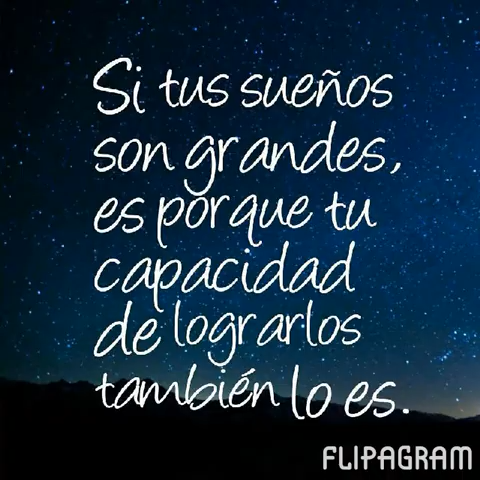 Si tus sueños
son grandes,
es porque tu
capacidad
de lograrlos
también lo es.
FLIPAGRAM